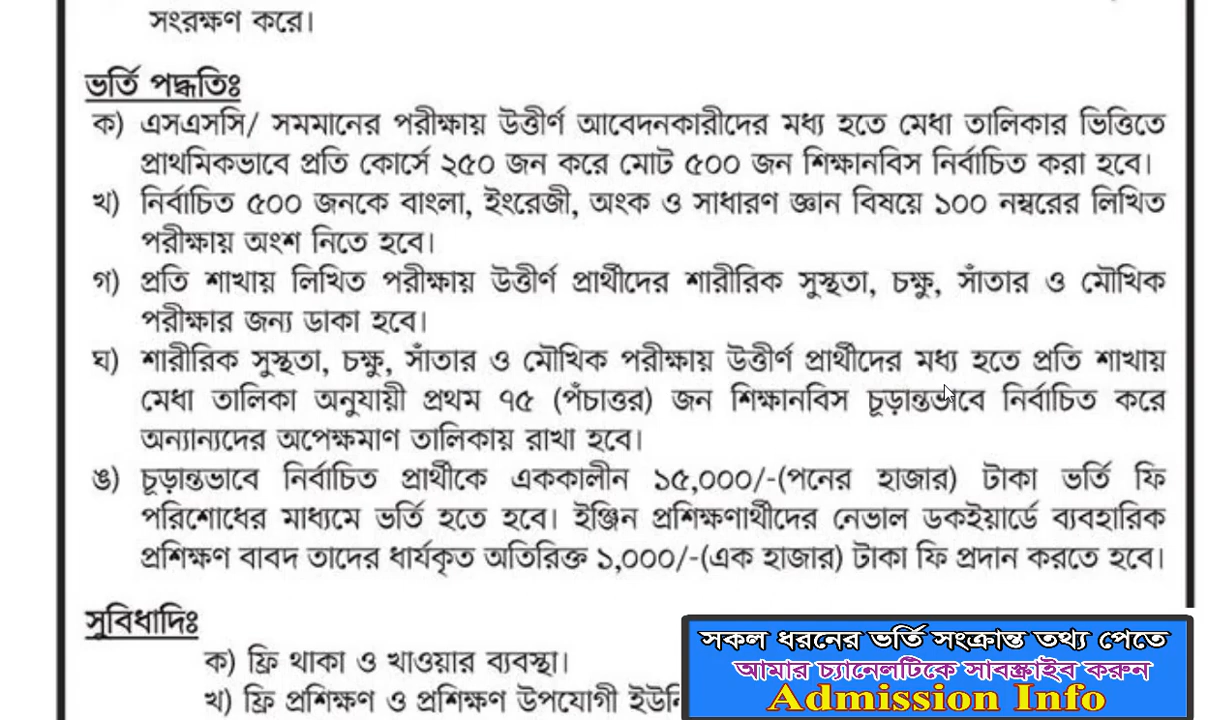 সংরক্ষণ করে।
ভর্তি পদ্ধতিঃ
ক) এসএসসি/ সমমানের পরীক্ষায় উত্তীর্ণ আবেদনকারীদের মধ্য হতে মেধা তালিকার ভিত্তিতে
প্রাথমিকভাবে প্রতি কোর্সে ২৫০ জন করে মোট ৫০০ জন শিক্ষানবিস নির্বাচিত করা হবে।
খ) নির্বাচিত ৫০০ জনকে বাংলা, ইংরেজী, অংক ও সাধারণ জ্ঞান বিষয়ে ১০০ নম্বরের লিখিত
পরীক্ষায় অংশ নিতে হবে।
গ) প্রতি শাখায় লিখিত পরীক্ষায় উত্তীর্ণ প্রার্থীদের শারীরিক সুস্থতা, চক্ষু, সাঁতার ও মৌখিক
পরীক্ষার জন্য ডাকা হবে।
ঘ) শারীরিক সুস্থতা, চক্ষু, সাঁতার ও মৌখিক পরীক্ষায় উত্তীর্ণ প্রার্থীদের মধ্য হতে প্রতি শাখায়
মেধা তালিকা অনুযায়ী প্রথম ৭৫ (পঁচাত্তর) জন শিক্ষানবিস চূড়ান্তভাবে নির্বাচিত করে
অন্যান্যদের অপেক্ষমাণ তালিকায় রাখা হবে।
ঙ) চূড়ান্তভাবে নির্বাচিত প্রার্থীকে এককালীন ১৫,০০০/-(পনের হাজার) টাকা ভর্তি ফি
পরিশোধের মাধ্যমে ভর্তি হতে হবে। ইঞ্জিন প্রশিক্ষণার্থীদের নেভাল ডকইয়ার্ডে ব্যবহারিক
প্রশিক্ষণ বাবদ তাদের ধার্যকৃত অতিরিক্ত ১,০০০/-(এক হাজার) টাকা ফি প্রদান করতে হবে।
সুবিধাদিঃ
ক) ফ্রি থাকা ও খাওয়ার ব্যবস্থা।
খ) ফ্রি প্রশিক্ষণ ও প্রশিক্ষণ উপযোগী
সকল ধরনের ভর্তি সংক্রান্ত তথ্য পেতে
আমার চ্যানেলটিকে সাবস্ক্রাইব করুন
Admission Info